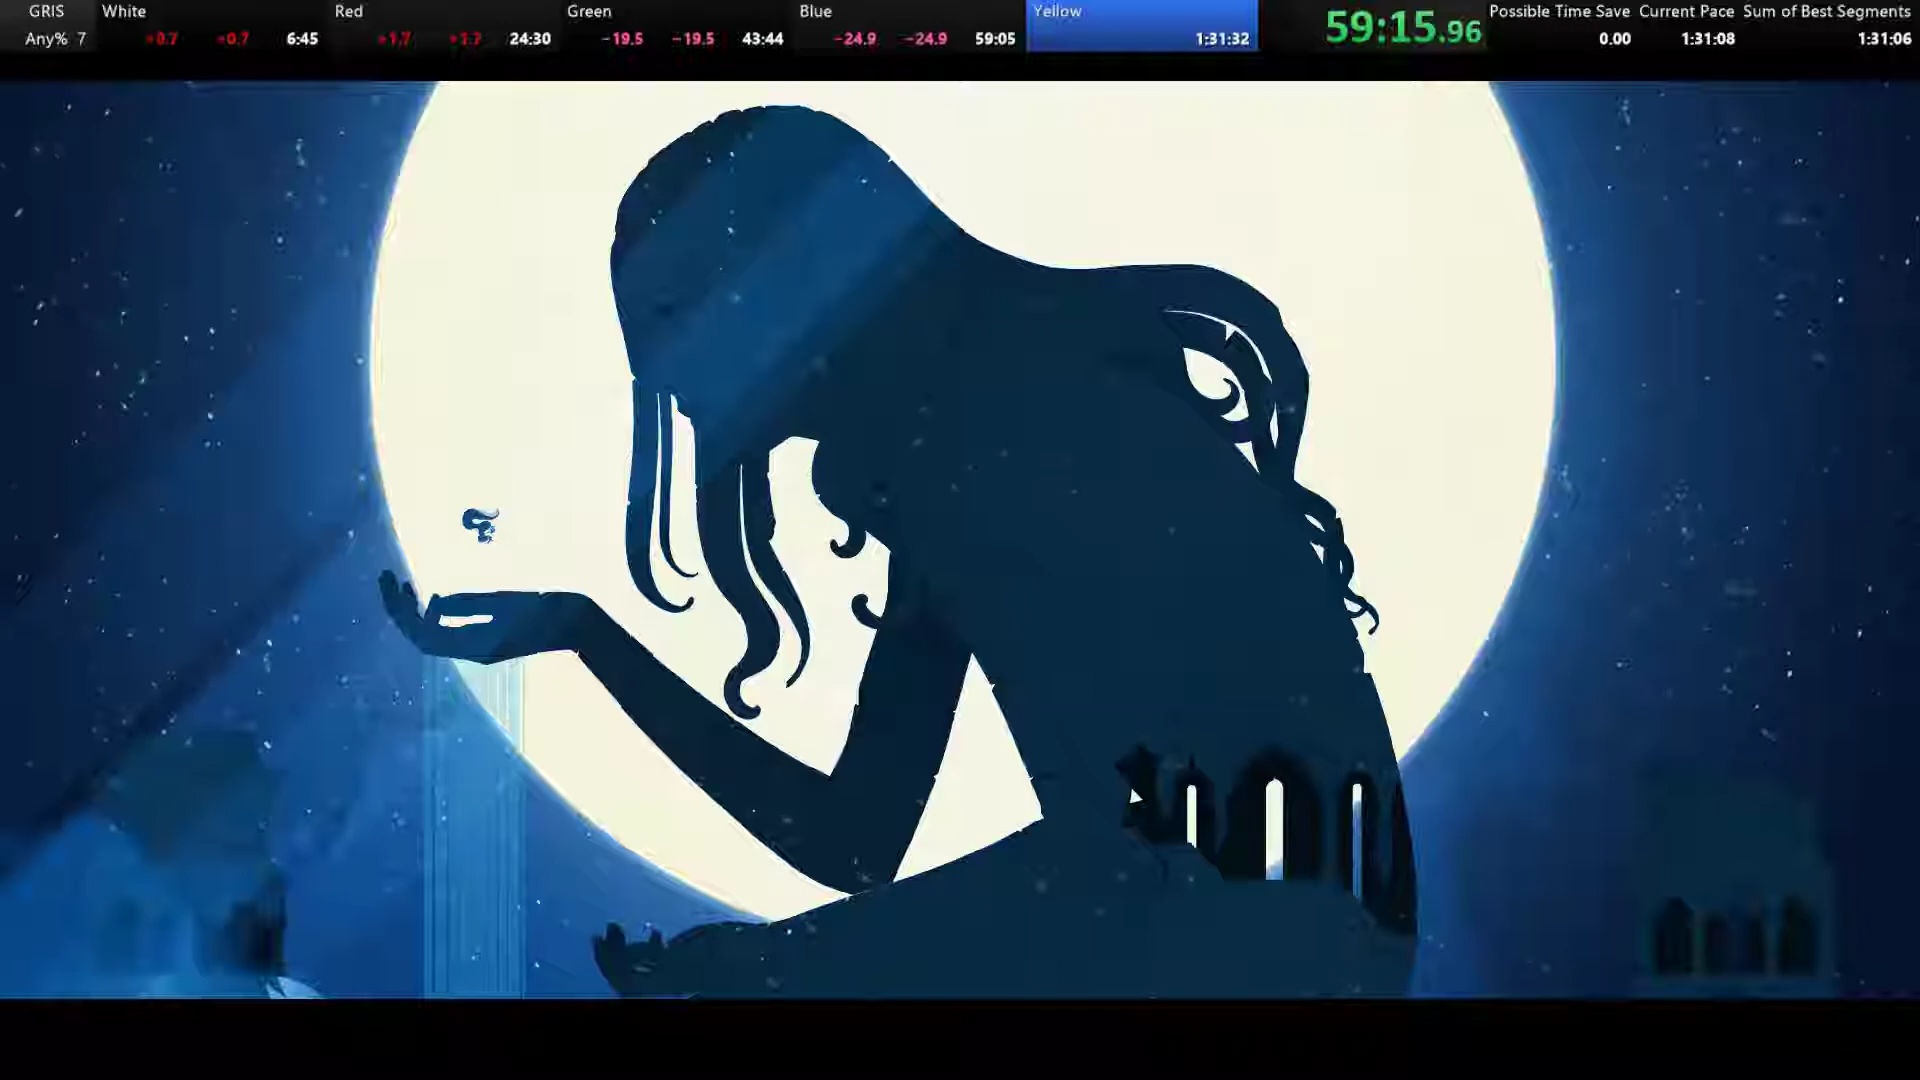 GRIS White Red Green Blue Yellow Possible Time Save Current Pace Sum of Best Segments
Any% 7 +0.7 +0.7 6:45 +1.7 +1.7 24:30 −19.5 −19.5 43:44 −24.9 −24.9 59:05 1:31:32 59:15.96 0.00 1:31:08 1:31:06